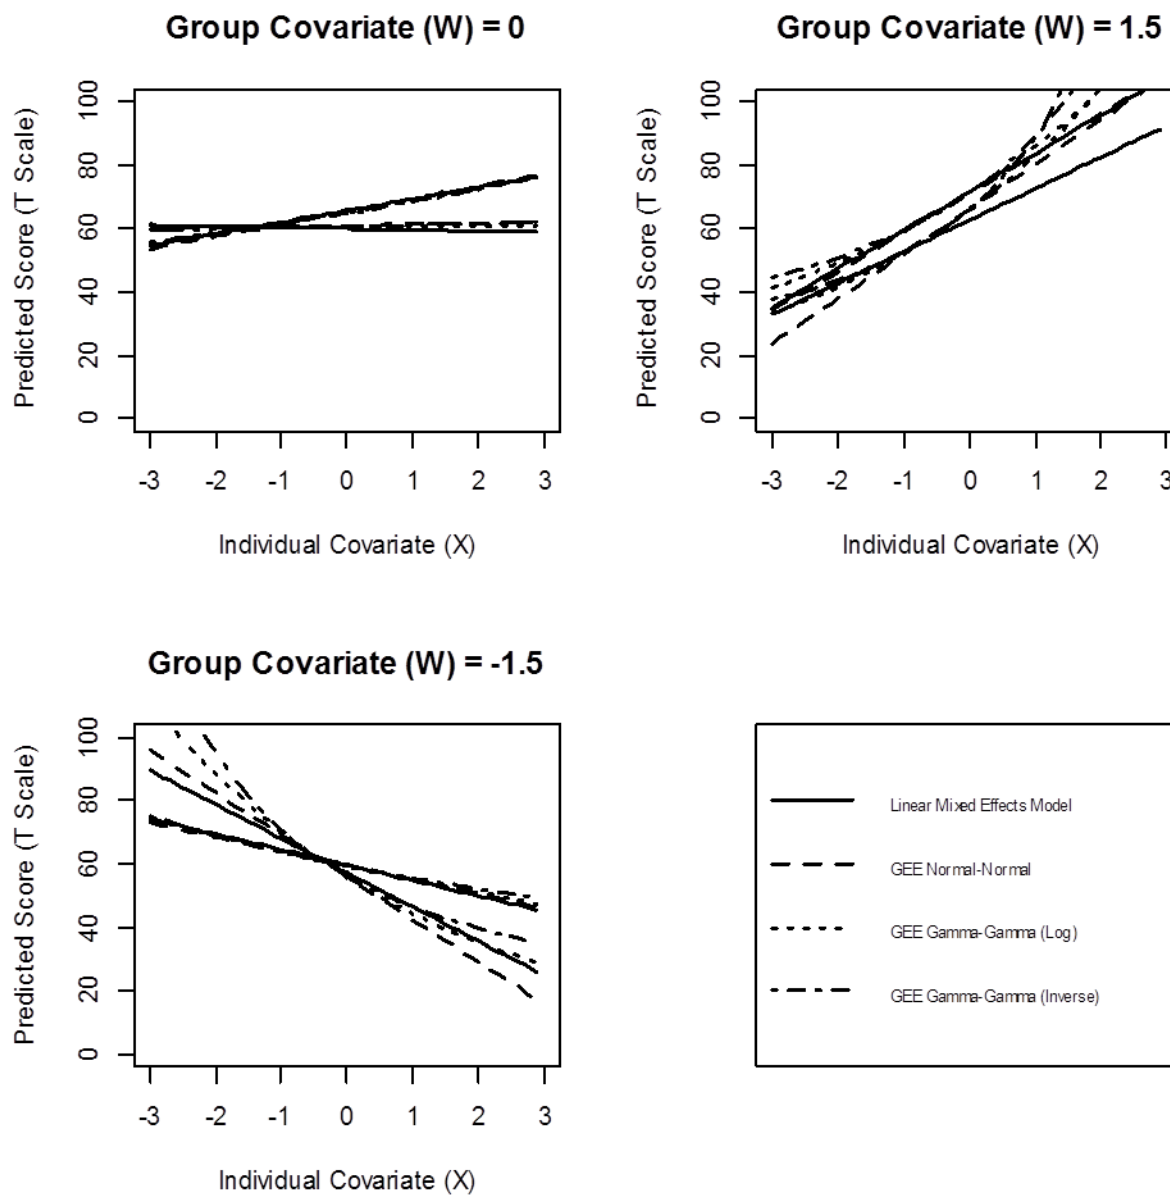 Group Covariate (W) = 0
Predicted Score (T Scale)
100
80
60
40
20
0
-3 -2 -1 0 1 2 3
Individual Covariate (X)
Group Covariate (W) = 1.5
Predicted Score (T Scale)
100
80
60
40
20
0
-3 -2 -1 0 1 2 3
Individual Covariate (X)
Group Covariate (W) = -1.5
Predicted Score (T Scale)
100
80
60
40
20
0
-3 -2 -1 0 1 2 3
Individual Covariate (X)
Linear Mixed Effects Model
GEE Normal-Normal
GEE Gamma-Gamma (Log)
GEE Gamma-Gamma (Inverse)